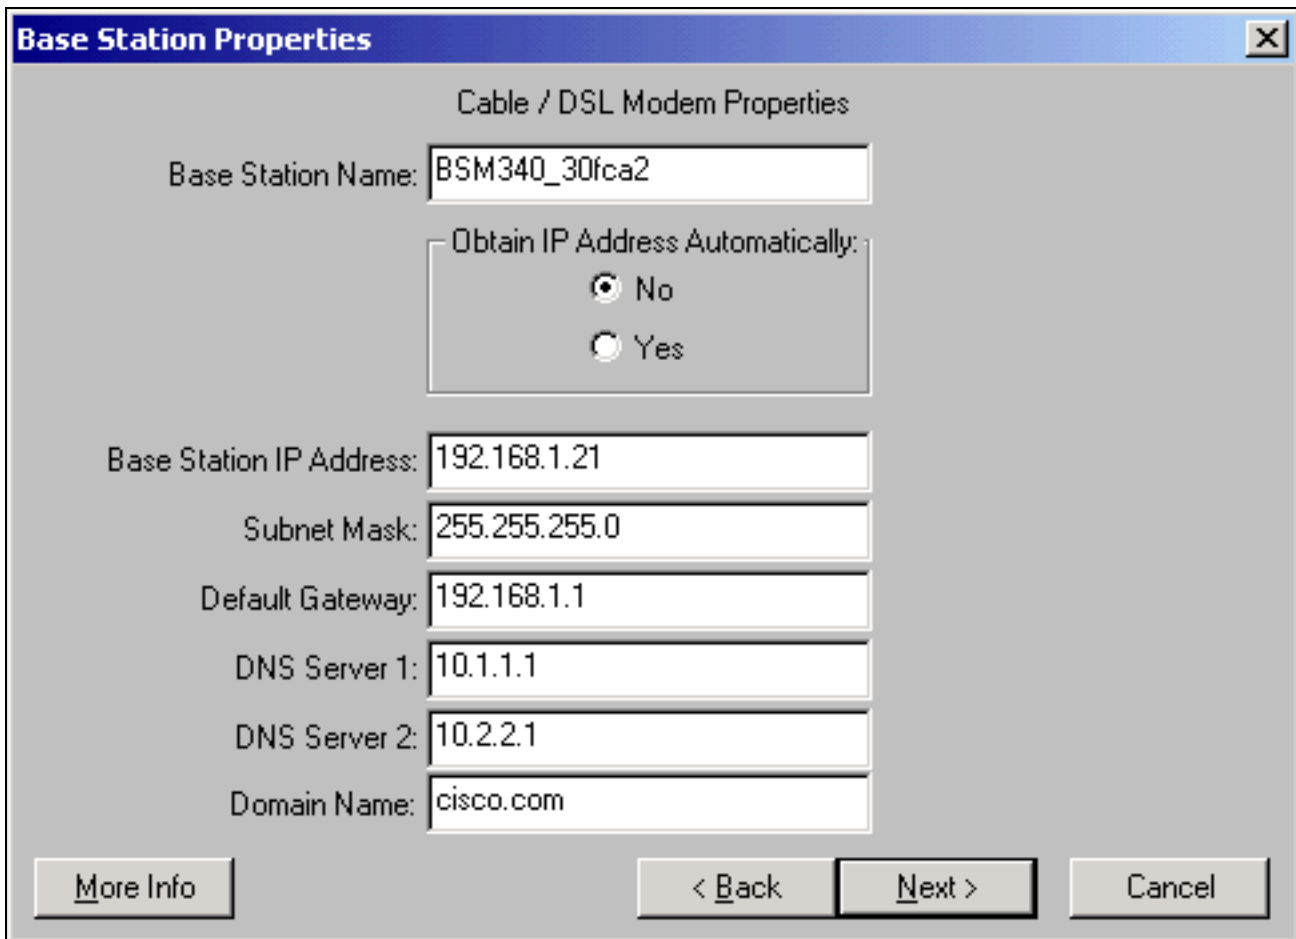 Base Station Properties
Cable / DSL Modem Properties
Base Station Name: BSM340_30fca2
Obtain IP Address Automatically:
No
Yes
Base Station IP Address: 192.168.1.21
Subnet Mask: 255.255.255.0
Default Gateway: 192.168.1.1
DNS Server 1: 10.1.1.1
DNS Server 2: 10.2.2.1
Domain Name: cisco.com
More Info < Back Next > Cancel